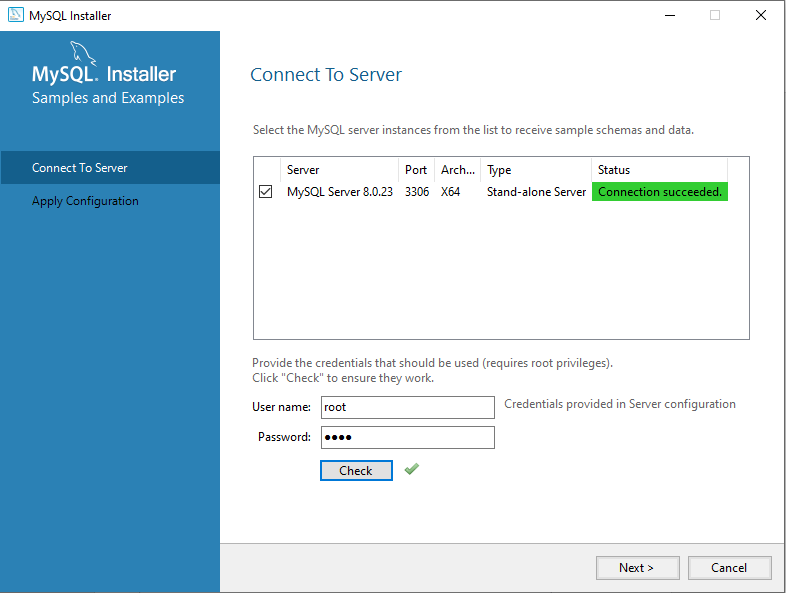 MySQL Installer
MySQL. Installer
Samples and Examples
Connect To Server
Apply Configuration
Connect To Server
Select the MySQL server instances from the list to receive sample schemas and data.
Server Port Arch... Type Status
MySQL Server 8.0.23 3306 X64 Stand-alone Server Connection succeeded.
Provide the credentials that should be used (requires root privileges).
Click "Check" to ensure they work.
User name: root Credentials provided in Server configuration
Password: ●●●●
Check
Next > Cancel